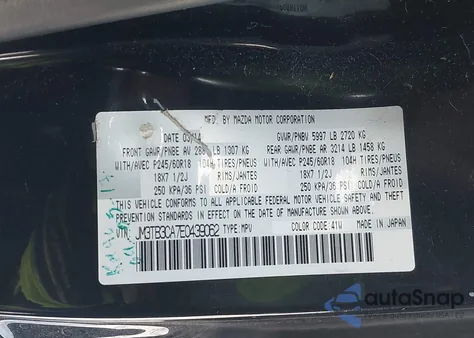 MFD. BY MAZDA MOTOR CORPORATION
DATE 03/14 GVWR/PNBV 5997 LB 2720 KG
FRONT GAWR/PNBE AV LB 1307 KG REAR GAWR/PNBE AR 3214 LB 1458 KG
WITH/AVEC P245/60R18 104H TIRES/PNEUS WITH/AVEC P245/60R18 104H TIRES/PNEUS
18X7 1/2J RIMS/JANTES 18X7 1/2J RIMS/JANTES
250 KPA/36 PSI COLD/A FROID 250 KPA/36 PSI COLD/A FROID
THIS VEHICLE CONFORMS TO ALL APPLICABLE FEDERAL MOTOR VEHICLE SAFETY, BUMPER, AND THEFT
PREVENTION STANDARDS IN EFFECT ON THE DATE OF MANUFACTURE SHOWN ABOVE.
MADE IN JAPAN
VIN: JM3TB3CA7E0439062 TYPE:MPV COLOR CODE:41W
autoSnap